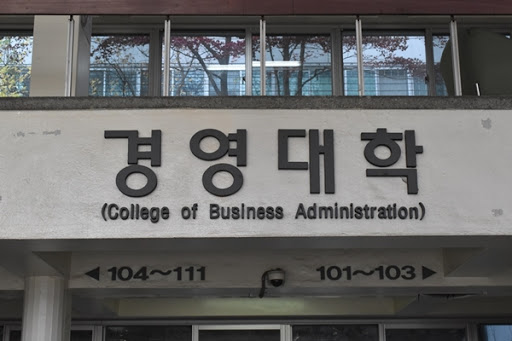 경영대학
(College of Business Administration)
◀ 104~111 101~103 ▶